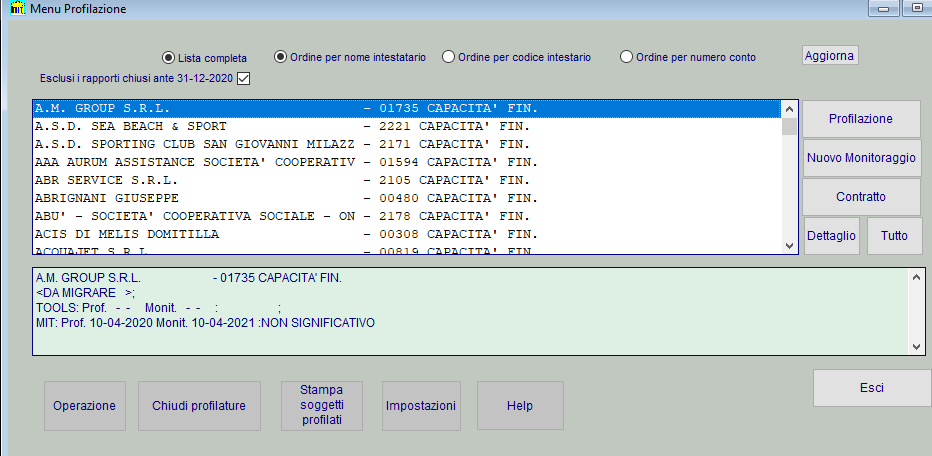 mit Menu Profilazione
Lista completa Ordine per nome intestatario Ordine per codice intestario Ordine per numero conto Aggiorna
Esclusi i rapporti chiusi ante 31-12-2020
A.M. GROUP S.R.L. - 01735 CAPACITA' FIN.
A.S.D. SEA BEACH & SPORT - 2221 CAPACITA' FIN.
A.S.D. SPORTING CLUB SAN GIOVANNI MILAZZ - 2171 CAPACITA' FIN.
AAA AURUM ASSISTANCE SOCIETA' COOPERATIV - 01594 CAPACITA' FIN.
ABR SERVICE S.R.L. - 2105 CAPACITA' FIN.
ABRIGNANI GIUSEPPE - 00480 CAPACITA' FIN.
ABU' - SOCIETA' COOPERATIVA SOCIALE - ON - 2178 CAPACITA' FIN.
ACIS DI MELIS DOMITILLA - 00308 CAPACITA' FIN.
ACQUAJET S.R.L. - 00819 CAPACITA' FIN.
Profilazione
Nuovo Monitoraggio
Contratto
Dettaglio Tutto
A.M. GROUP S.R.L. - 01735 CAPACITA' FIN.
<DA MIGRARE >;
TOOLS: Prof. - - Monit. - - : ;
MIT: Prof. 10-04-2020 Monit. 10-04-2021 :NON SIGNIFICATIVO
Operazione
Chiudi profilature
Stampa
soggetti
profilati
Impostazioni
Help
Esci